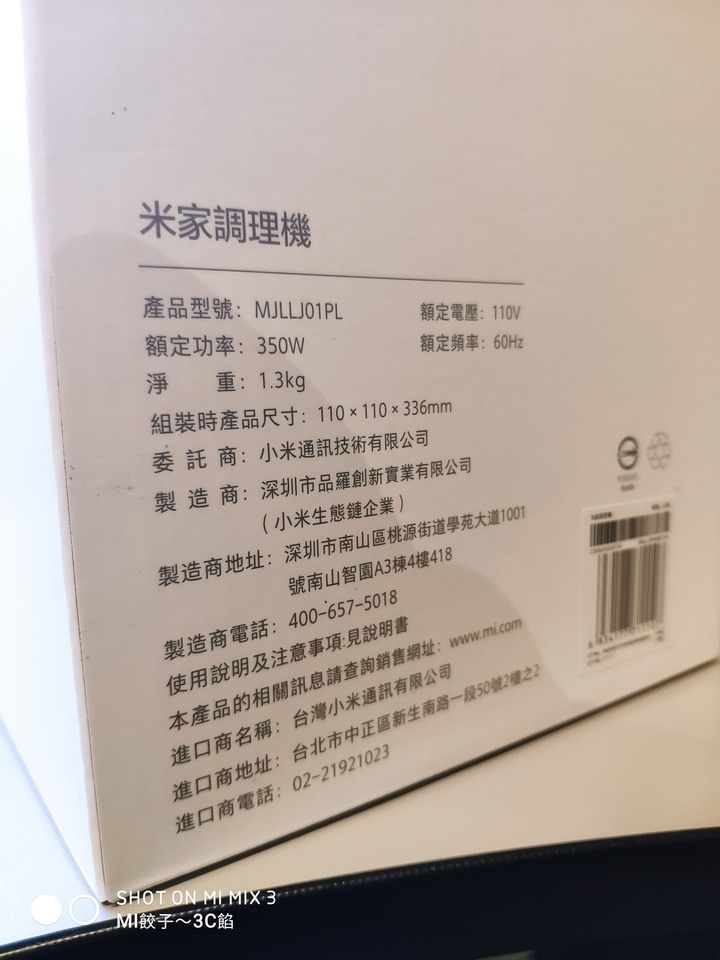 米家調理機
產品型號：MJLLJ01PL 額定電壓：110V
額定功率：350W 額定頻率：60Hz
淨 重：1.3kg
組裝時產品尺寸：110×110×336mm
委 託 商：小米通訊技術有限公司
製 造 商：深圳市品羅創新實業有限公司
(小米生態鏈企業)
製造商地址：深圳市南山區桃源街道學苑大道1001
號南山智園A3棟4樓418
製造商電話：400-657-5018
使用說明及注意事項:見說明書
本產品的相關訊息請查詢銷售網址：www.mi.com
進口商名稱：台灣小米通訊有限公司
進口商地址：台北市中正區新生南路一段50號2樓之2
進口商電話：02-21921023
SHOT ON MI MIX 3
MI餃子～3C餡